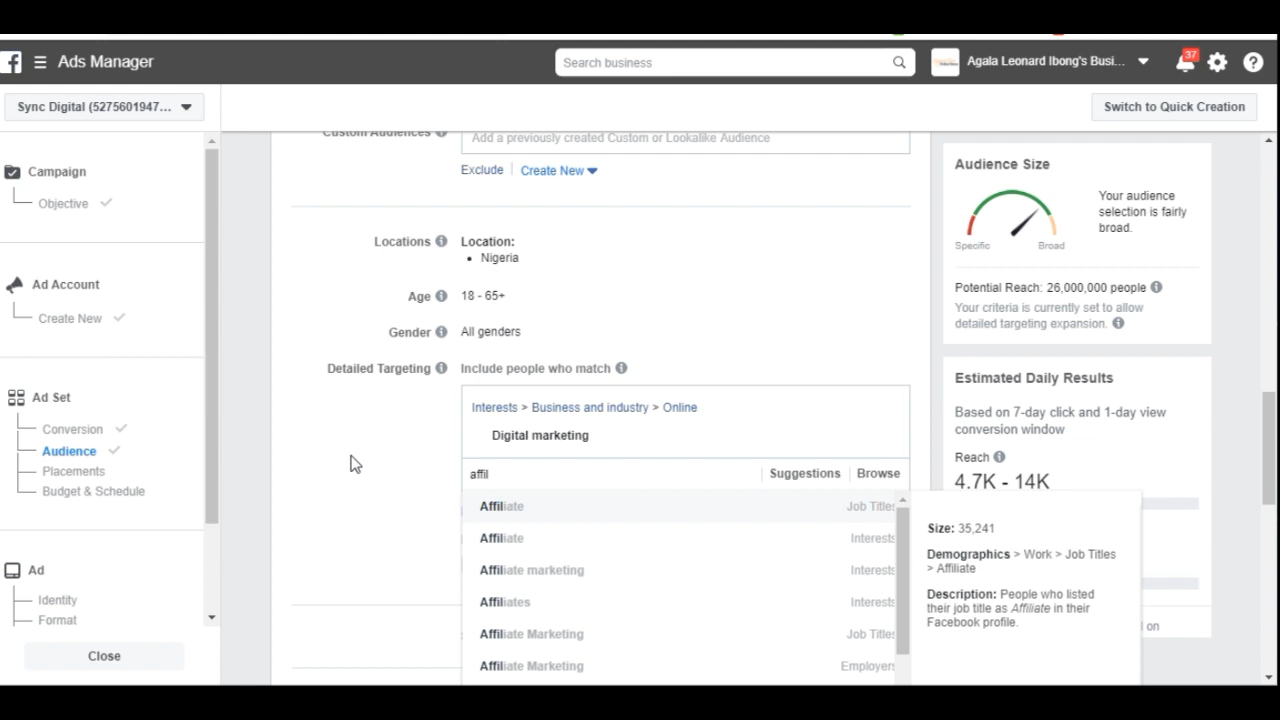 Ads Manager
Search business
Agala Leonard Ibong's Busi...
37
Sync Digital (5275601947...
Switch to Quick Creation
Campaign
Objective
Ad Account
Create New
Ad Set
Conversion
Audience
Placements
Budget & Schedule
Ad
Identity
Format
Close
Custom Audiences
Add a previously created Custom or Lookalike Audience
Exclude
Create New
Locations
Location:
Nigeria
Age
18 - 65+
Gender
All genders
Detailed Targeting
Include people who match
Interests > Business and industry > Online
Digital marketing
affil
Suggestions
Browse
Affiliate Job Titles
Affiliate Interests
Affiliate marketing Interests
Affiliates Interests
Affiliate Marketing Job Titles
Affiliate Marketing Employers
Audience Size
Specific
Broad
Your audience
selection is fairly
broad.
Potential Reach: 26,000,000 people
Your criteria is currently set to allow
detailed targeting expansion.
Estimated Daily Results
Based on 7-day click and 1-day view
conversion window
Reach
4.7K - 14K
Size: 35,241
Demographics > Work > Job Titles
> Affiliate
Description: People who listed
their job title as Affiliate in their
Facebook profile.
on